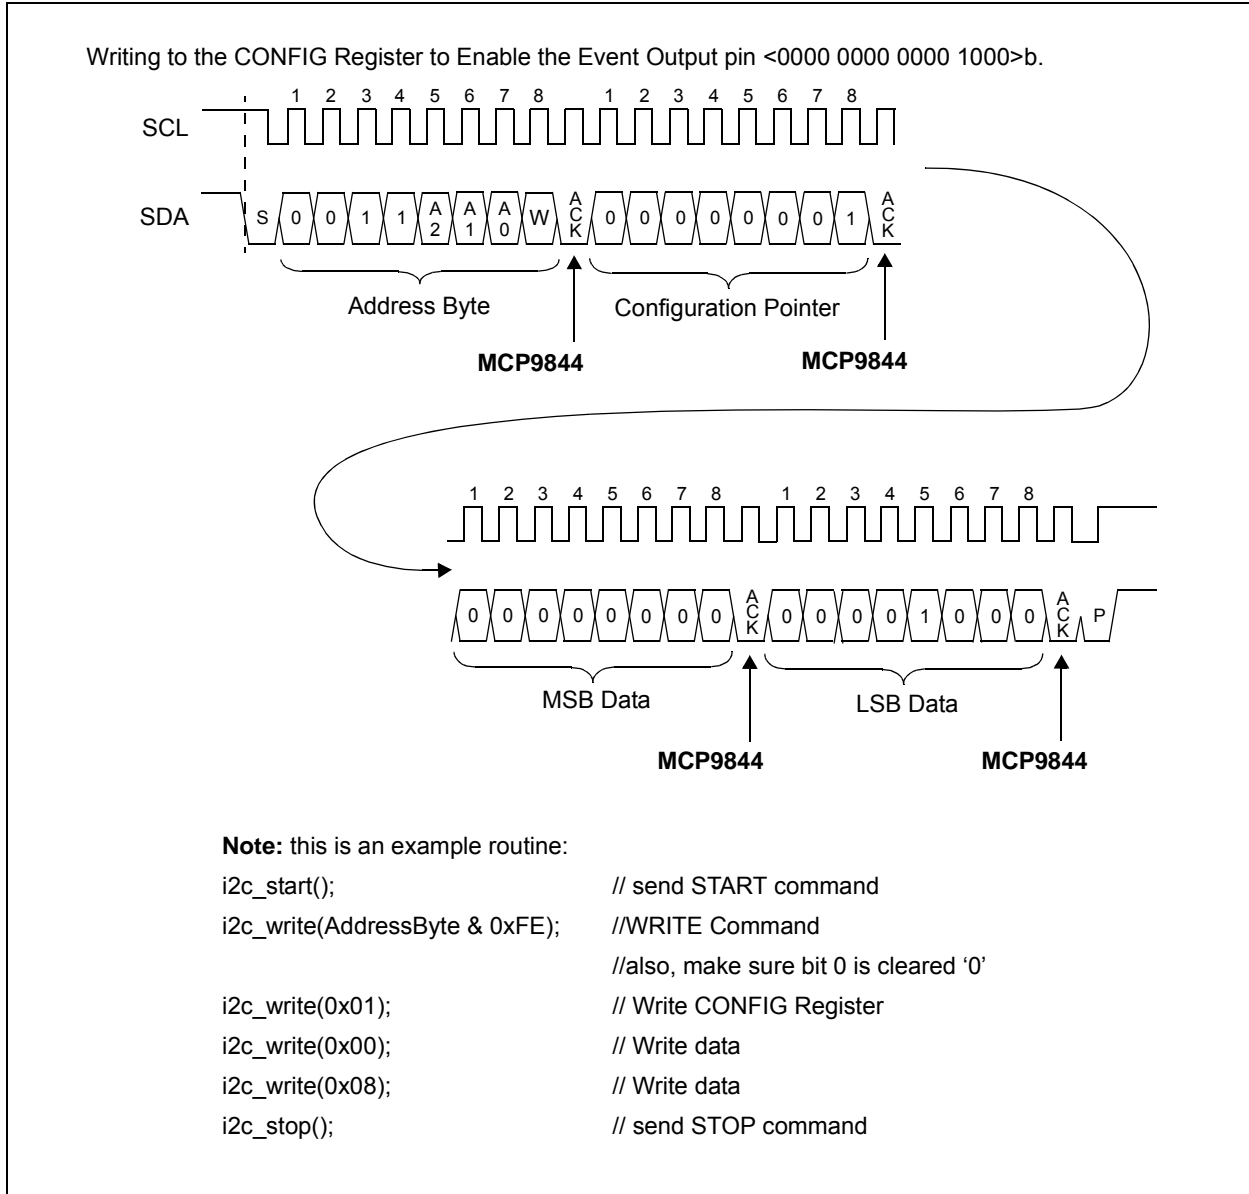 Writing to the CONFIG Register to Enable the Event Output pin <0000 0000 0000 1000>b.
1 2 3 4 5 6 7 8 1 2 3 4 5 6 7 8
SCL
SDA S 0 0 1 1 A2 A1 A0 W ACK 0 0 0 0 0 0 0 1 ACK
Address Byte Configuration Pointer
MCP9844 MCP9844
1 2 3 4 5 6 7 8 1 2 3 4 5 6 7 8
0 0 0 0 0 0 0 0 ACK 0 0 0 0 1 0 0 0 ACK P
MSB Data LSB Data
MCP9844 MCP9844
Note: this is an example routine:
i2c_start(); // send START command
i2c_write(AddressByte & 0xFE); //WRITE Command
//also, make sure bit 0 is cleared ‘0’
i2c_write(0x01); // Write CONFIG Register
i2c_write(0x00); // Write data
i2c_write(0x08); // Write data
i2c_stop(); // send STOP command